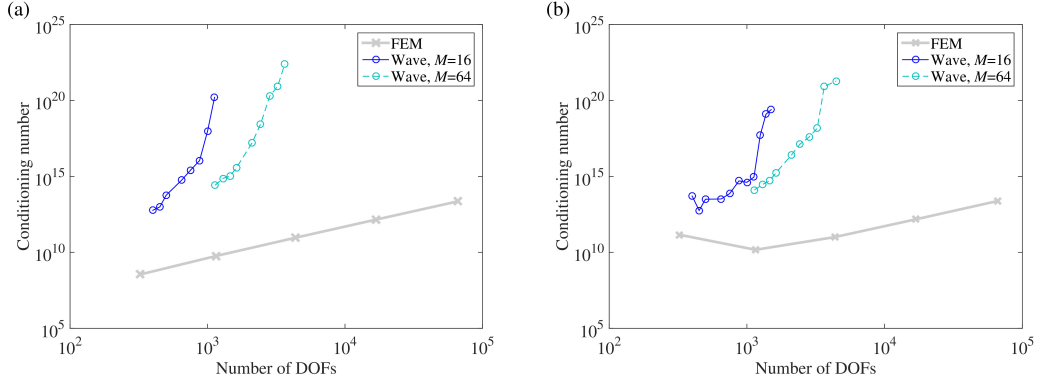 (a)
10^25
10^20
10^15
10^10
10^5
Conditioning number
10^2
10^3
10^4
10^5
Number of DOFs
FEM
Wave, M=16
Wave, M=64
(b)
10^25
10^20
10^15
10^10
10^5
Conditioning number
10^2
10^3
10^4
10^5
Number of DOFs
FEM
Wave, M=16
Wave, M=64